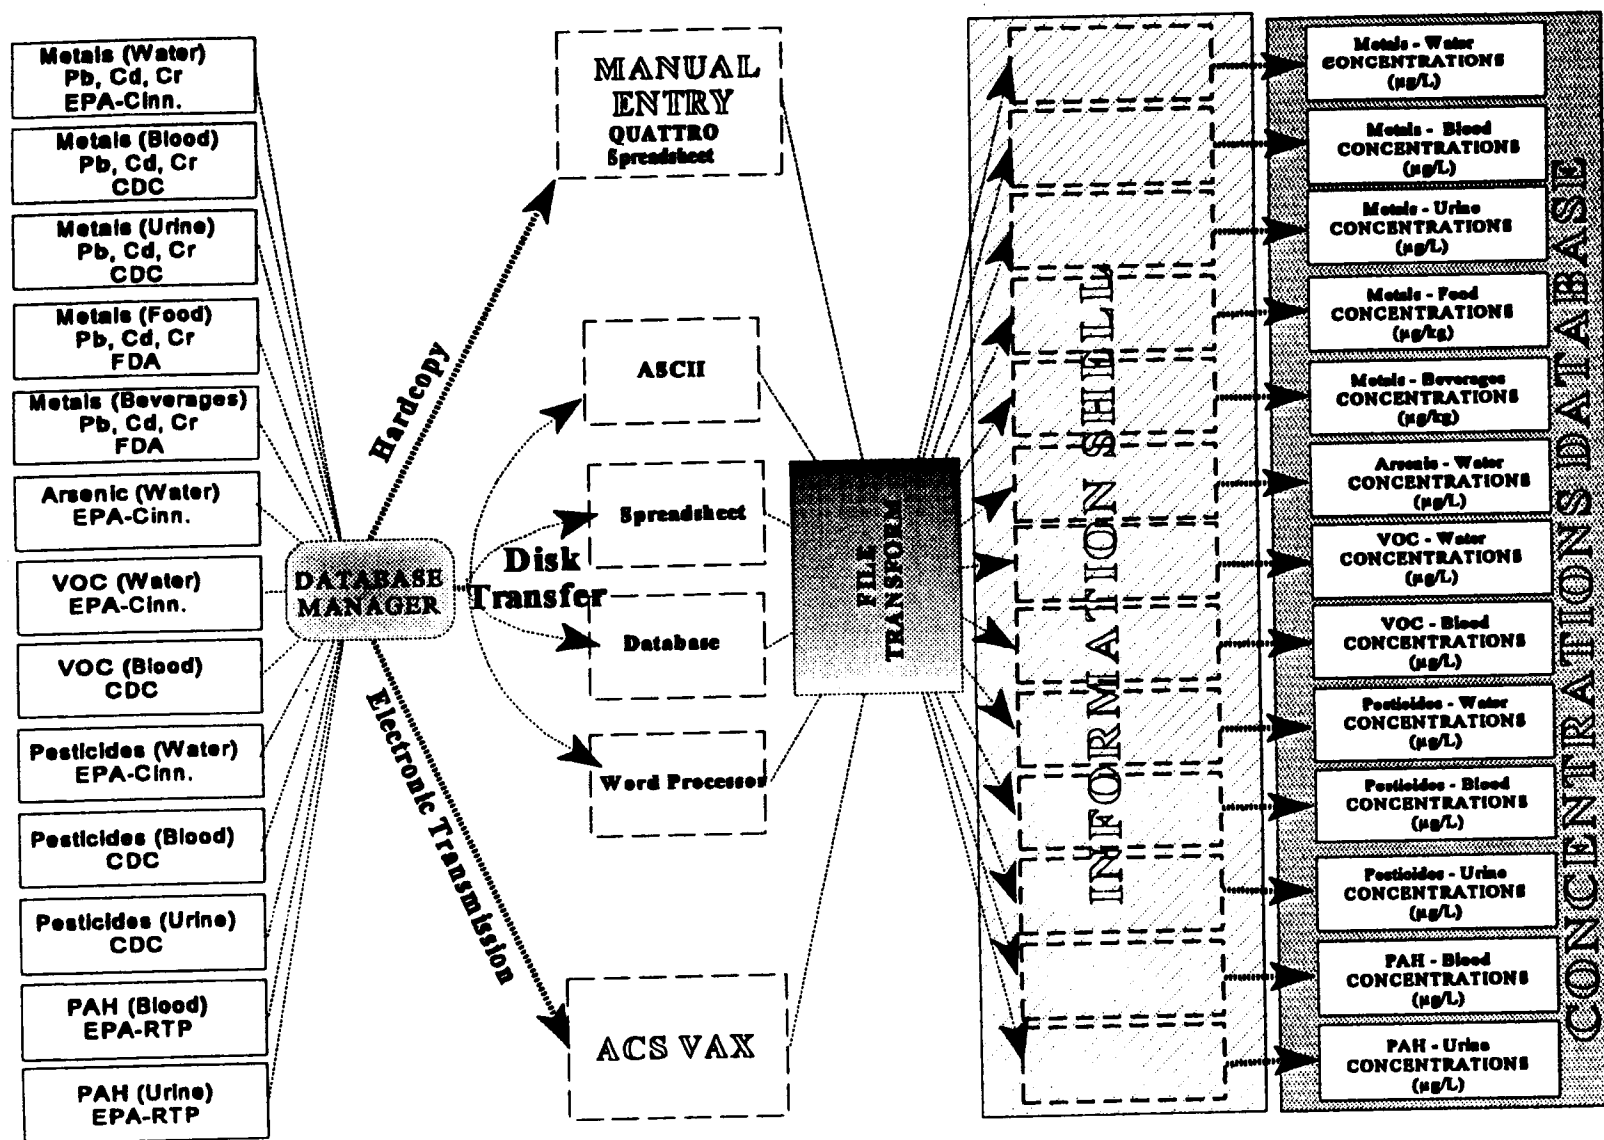 Metals (Water)
Pb, Cd, Cr
EPA-Cinn.
Metals (Blood)
Pb, Cd, Cr
CDC
Metals (Urine)
Pb, Cd, Cr
CDC
Metals (Food)
Pb, Cd, Cr
FDA
Metals (Beverages)
Pb, Cd, Cr
FDA
Arsenic (Water)
EPA-Cinn.
VOC (Water)
EPA-Cinn.
VOC (Blood)
CDC
Pesticides (Water)
EPA-Cinn.
Pesticides (Blood)
CDC
Pesticides (Urine)
CDC
PAH (Blood)
EPA-RTP
PAH (Urine)
EPA-RTP
DATABASE
MANAGER
Hardcopy
Disk
Transfer
Electronic Transmission
MANUAL
ENTRY
QUATTRO
Spreadsheet
ASCII
Spreadsheet
Database
Word Processor
ACS VAX
FILE
TRANSFORM
INFORMATION SHELL
Metals - Water
CONCENTRATIONS
(µg/L)
Metals - Blood
CONCENTRATIONS
(µg/L)
Metals - Urine
CONCENTRATIONS
(µg/L)
Metals - Food
CONCENTRATIONS
(µg/kg)
Metals - Beverages
CONCENTRATIONS
(µg/kg)
Arsenic - Water
CONCENTRATIONS
(µg/L)
VOC - Water
CONCENTRATIONS
(µg/L)
VOC - Blood
CONCENTRATIONS
(µg/L)
Pesticides - Water
CONCENTRATIONS
(µg/L)
Pesticides - Blood
CONCENTRATIONS
(µg/L)
Pesticides - Urine
CONCENTRATIONS
(µg/L)
PAH - Blood
CONCENTRATIONS
(µg/L)
PAH - Urine
CONCENTRATIONS
(µg/L)
CONCENTRATIONS DATABASE